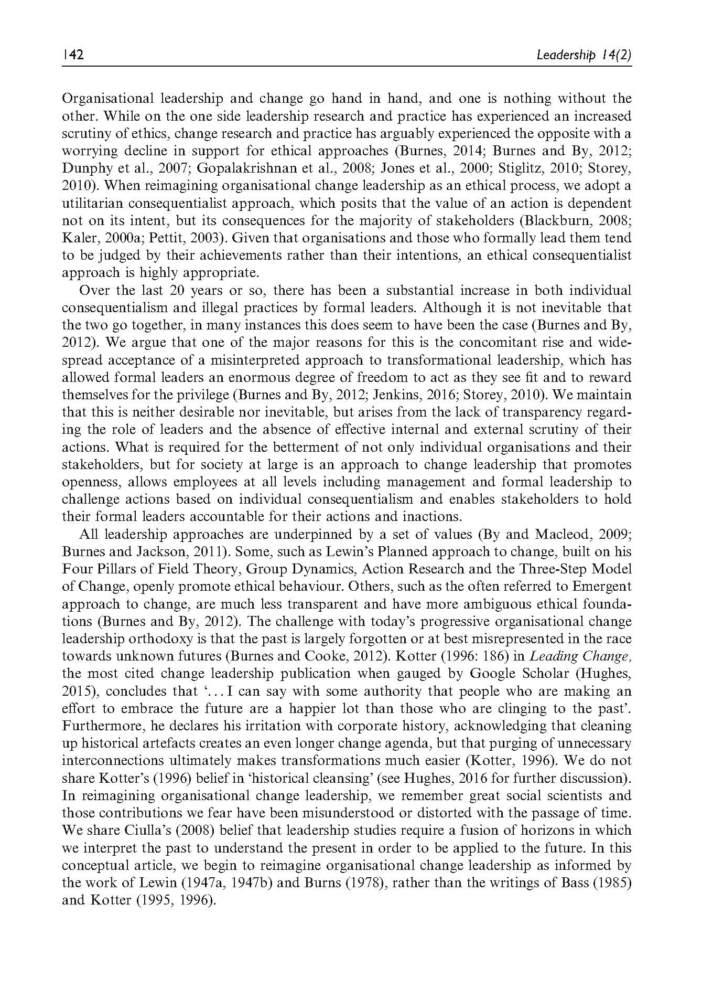 142
Leadership 14(2)
Organisational leadership and change go hand in hand, and one is nothing without the
other. While on the one side leadership research and practice has experienced an increased
scrutiny of ethics, change research and practice has arguably experienced the opposite with a
worrying decline in support for ethical approaches (Burnes, 2014; Burnes and By, 2012;
Dunphy et al., 2007; Gopalakrishnan et al., 2008; Jones et al., 2000; Stiglitz, 2010; Storey,
2010). When reimagining organisational change leadership as an ethical process, we adopt a
utilitarian consequentialist approach, which posits that the value of an action is dependent
not on its intent, but its consequences for the majority of stakeholders (Blackburn, 2008;
Kaler, 2000a; Pettit, 2003). Given that organisations and those who formally lead them tend
to be judged by their achievements rather than their intentions, an ethical consequentialist
approach is highly appropriate.
Over the last 20 years or so, there has been a substantial increase in both individual
consequentialism and illegal practices by formal leaders. Although it is not inevitable that
the two go together, in many instances this does seem to have been the case (Burnes and By,
2012). We argue that one of the major reasons for this is the concomitant rise and wide-
spread acceptance of a misinterpreted approach to transformational leadership, which has
allowed formal leaders an enormous degree of freedom to act as they see fit and to reward
themselves for the privilege (Burnes and By, 2012; Jenkins, 2016; Storey, 2010). We maintain
that this is neither desirable nor inevitable, but arises from the lack of transparency regard-
ing the role of leaders and the absence of effective internal and external scrutiny of their
actions. What is required for the betterment of not only individual organisations and their
stakeholders, but for society at large is an approach to change leadership that promotes
openness, allows employees at all levels including management and formal leadership to
challenge actions based on individual consequentialism and enables stakeholders to hold
their formal leaders accountable for their actions and inactions.
All leadership approaches are underpinned by a set of values (By and Macleod, 2009;
Burnes and Jackson, 2011). Some, such as Lewin’s Planned approach to change, built on his
Four Pillars of Field Theory, Group Dynamics, Action Research and the Three-Step Model
of Change, openly promote ethical behaviour. Others, such as the often referred to Emergent
approach to change, are much less transparent and have more ambiguous ethical founda-
tions (Burnes and By, 2012). The challenge with today’s progressive organisational change
leadership orthodoxy is that the past is largely forgotten or at best misrepresented in the race
towards unknown futures (Burnes and Cooke, 2012). Kotter (1996: 186) in Leading Change,
the most cited change leadership publication when gauged by Google Scholar (Hughes,
2015), concludes that ‘. . . I can say with some authority that people who are making an
effort to embrace the future are a happier lot than those who are clinging to the past’.
Furthermore, he declares his irritation with corporate history, acknowledging that cleaning
up historical artefacts creates an even longer change agenda, but that purging of unnecessary
interconnections ultimately makes transformations much easier (Kotter, 1996). We do not
share Kotter’s (1996) belief in ‘historical cleansing’ (see Hughes, 2016 for further discussion).
In reimagining organisational change leadership, we remember great social scientists and
those contributions we fear have been misunderstood or distorted with the passage of time.
We share Ciulla’s (2008) belief that leadership studies require a fusion of horizons in which
we interpret the past to understand the present in order to be applied to the future. In this
conceptual article, we begin to reimagine organisational change leadership as informed by
the work of Lewin (1947a, 1947b) and Burns (1978), rather than the writings of Bass (1985)
and Kotter (1995, 1996).